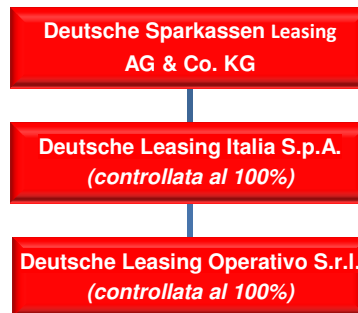 Deutsche Sparkassen Leasing
AG & Co. KG
Deutsche Leasing Italia S.p.A.
(controllata al 100%)
Deutsche Leasing Operativo S.r.l.
(controllata al 100%)